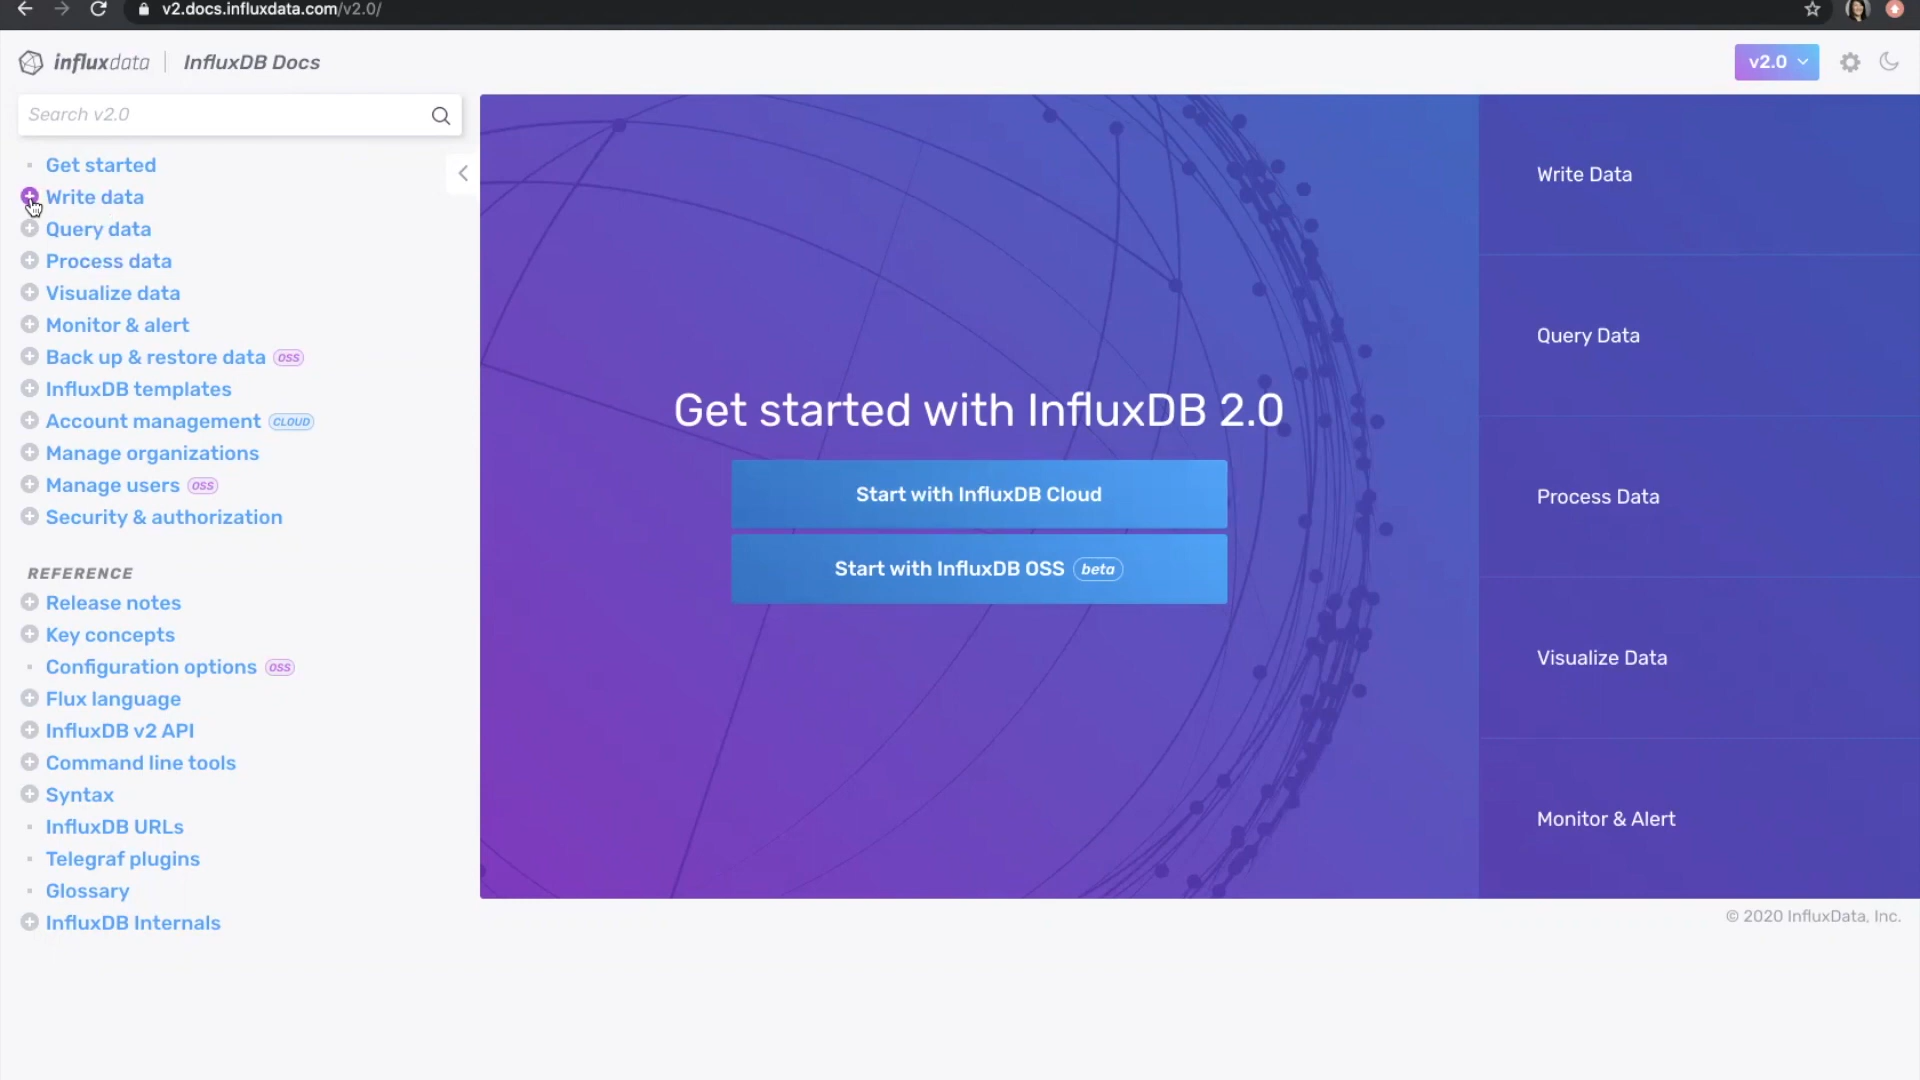 v2.docs.influxdata.com/v2.0/
influxdata
InfluxDB Docs
v2.0
Search v2.0
Get started
Write data
Query data
Process data
Visualize data
Monitor & alert
Back up & restore data OSS
InfluxDB templates
Account management CLOUD
Manage organizations
Manage users OSS
Security & authorization
REFERENCE
Release notes
Key concepts
Configuration options OSS
Flux language
InfluxDB v2 API
Command line tools
Syntax
InfluxDB URLs
Telegraf plugins
Glossary
InfluxDB Internals
Get started with InfluxDB 2.0
Start with InfluxDB Cloud
Start with InfluxDB OSS beta
Write Data
Query Data
Process Data
Visualize Data
Monitor & Alert
© 2020 InfluxData, Inc.